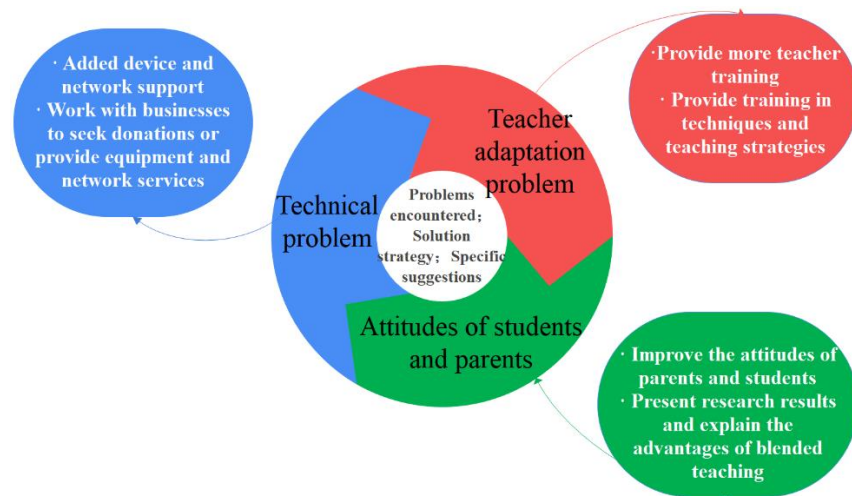 · Added device and
network support
· Work with businesses
to seek donations or
provide equipment and
network services
·Provide more teacher
training
· Provide training in
techniques and
teaching strategies
Teacher
adaptation
problem
Technical
problem
Problems
encountered；
Solution
strategy；Specific
suggestions
Attitudes of students
and parents
· Improve the attitudes of
parents and students
· Present research results
and explain the
advantages of blended
teaching